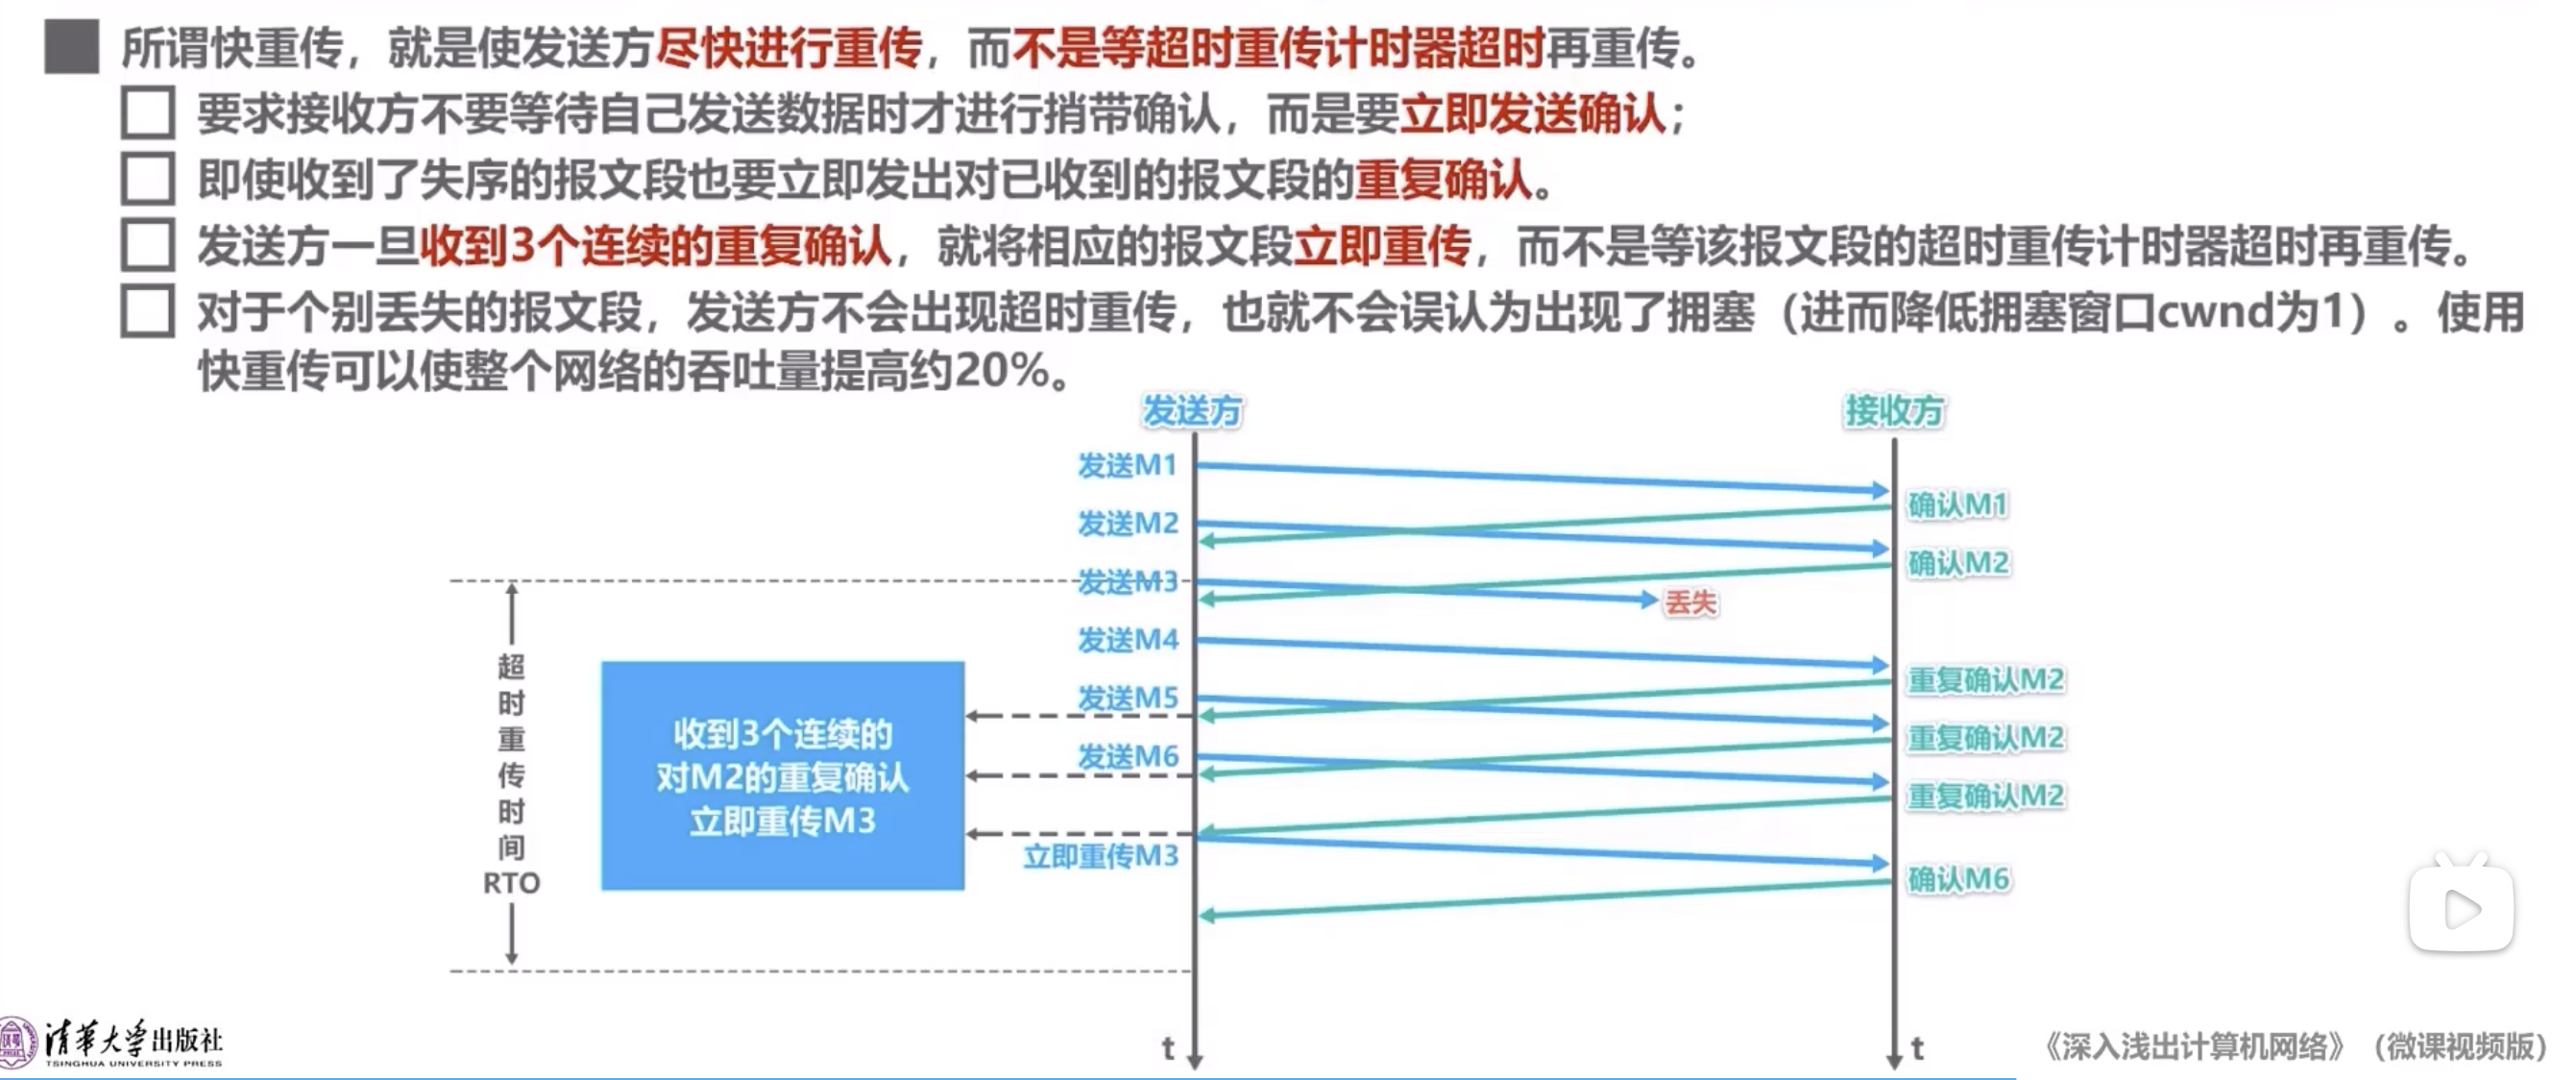 所谓快重传，就是使发送方尽快进行重传，而不是等超时重传计时器超时再重传。
要求接收方不要等待自己发送数据时才进行捎带确认，而是要立即发送确认；
即使收到了失序的报文段也要立即发出对已收到的报文段的重复确认。
发送方一旦收到3个连续的重复确认，就将相应的报文段立即重传，而不是等该报文段的超时重传计时器超时再重传。
对于个别丢失的报文段，发送方不会出现超时重传，也就不会误认为出现了拥塞（进而降低拥塞窗口cwnd为1）。使用
快重传可以使整个网络的吞吐量提高约20%。
发送方
接收方
发送M1
确认M1
发送M2
确认M2
发送M3
丢失
发送M4
重复确认M2
发送M5
重复确认M2
发送M6
重复确认M2
立即重传M3
确认M6
超时重传时间
RTO
收到3个连续的
对M2的重复确认
立即重传M3
t
t
清华大学出版社
TSINGHUA UNIVERSITY PRESS
《深入浅出计算机网络》（微课视频版）